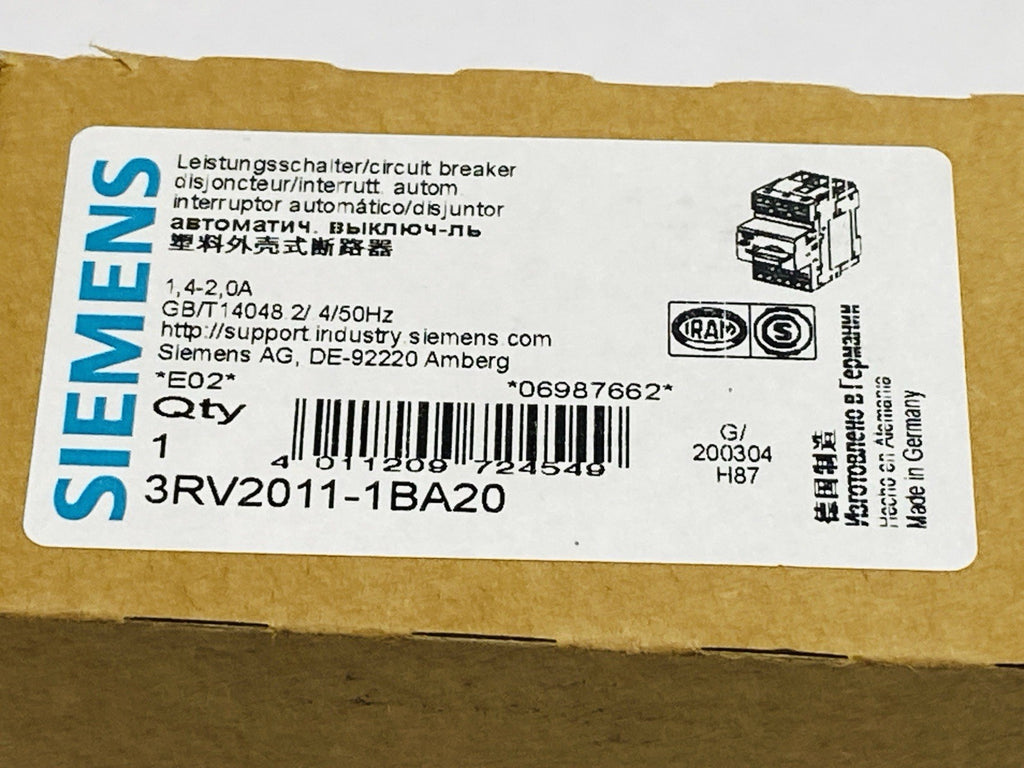 SIEMENS
Leistungsschalter/circuit breaker
disjoncteur/interrutt. autom.
interruptor automático/disjuntor
автоматич. выключ-ль
塑料外壳式断路器
1,4-2,0A
GB/T14048.2/.4/50Hz
http://support.industry.siemens.com
Siemens AG, DE-92220 Amberg
*E02*
*06987662*
Qty
1
4 011209 724549
3RV2011-1BA20
IRAM
S
G/
200304
H87
德国制造
Изготовлено в Германии
Hecho en Alemania
Made in Germany